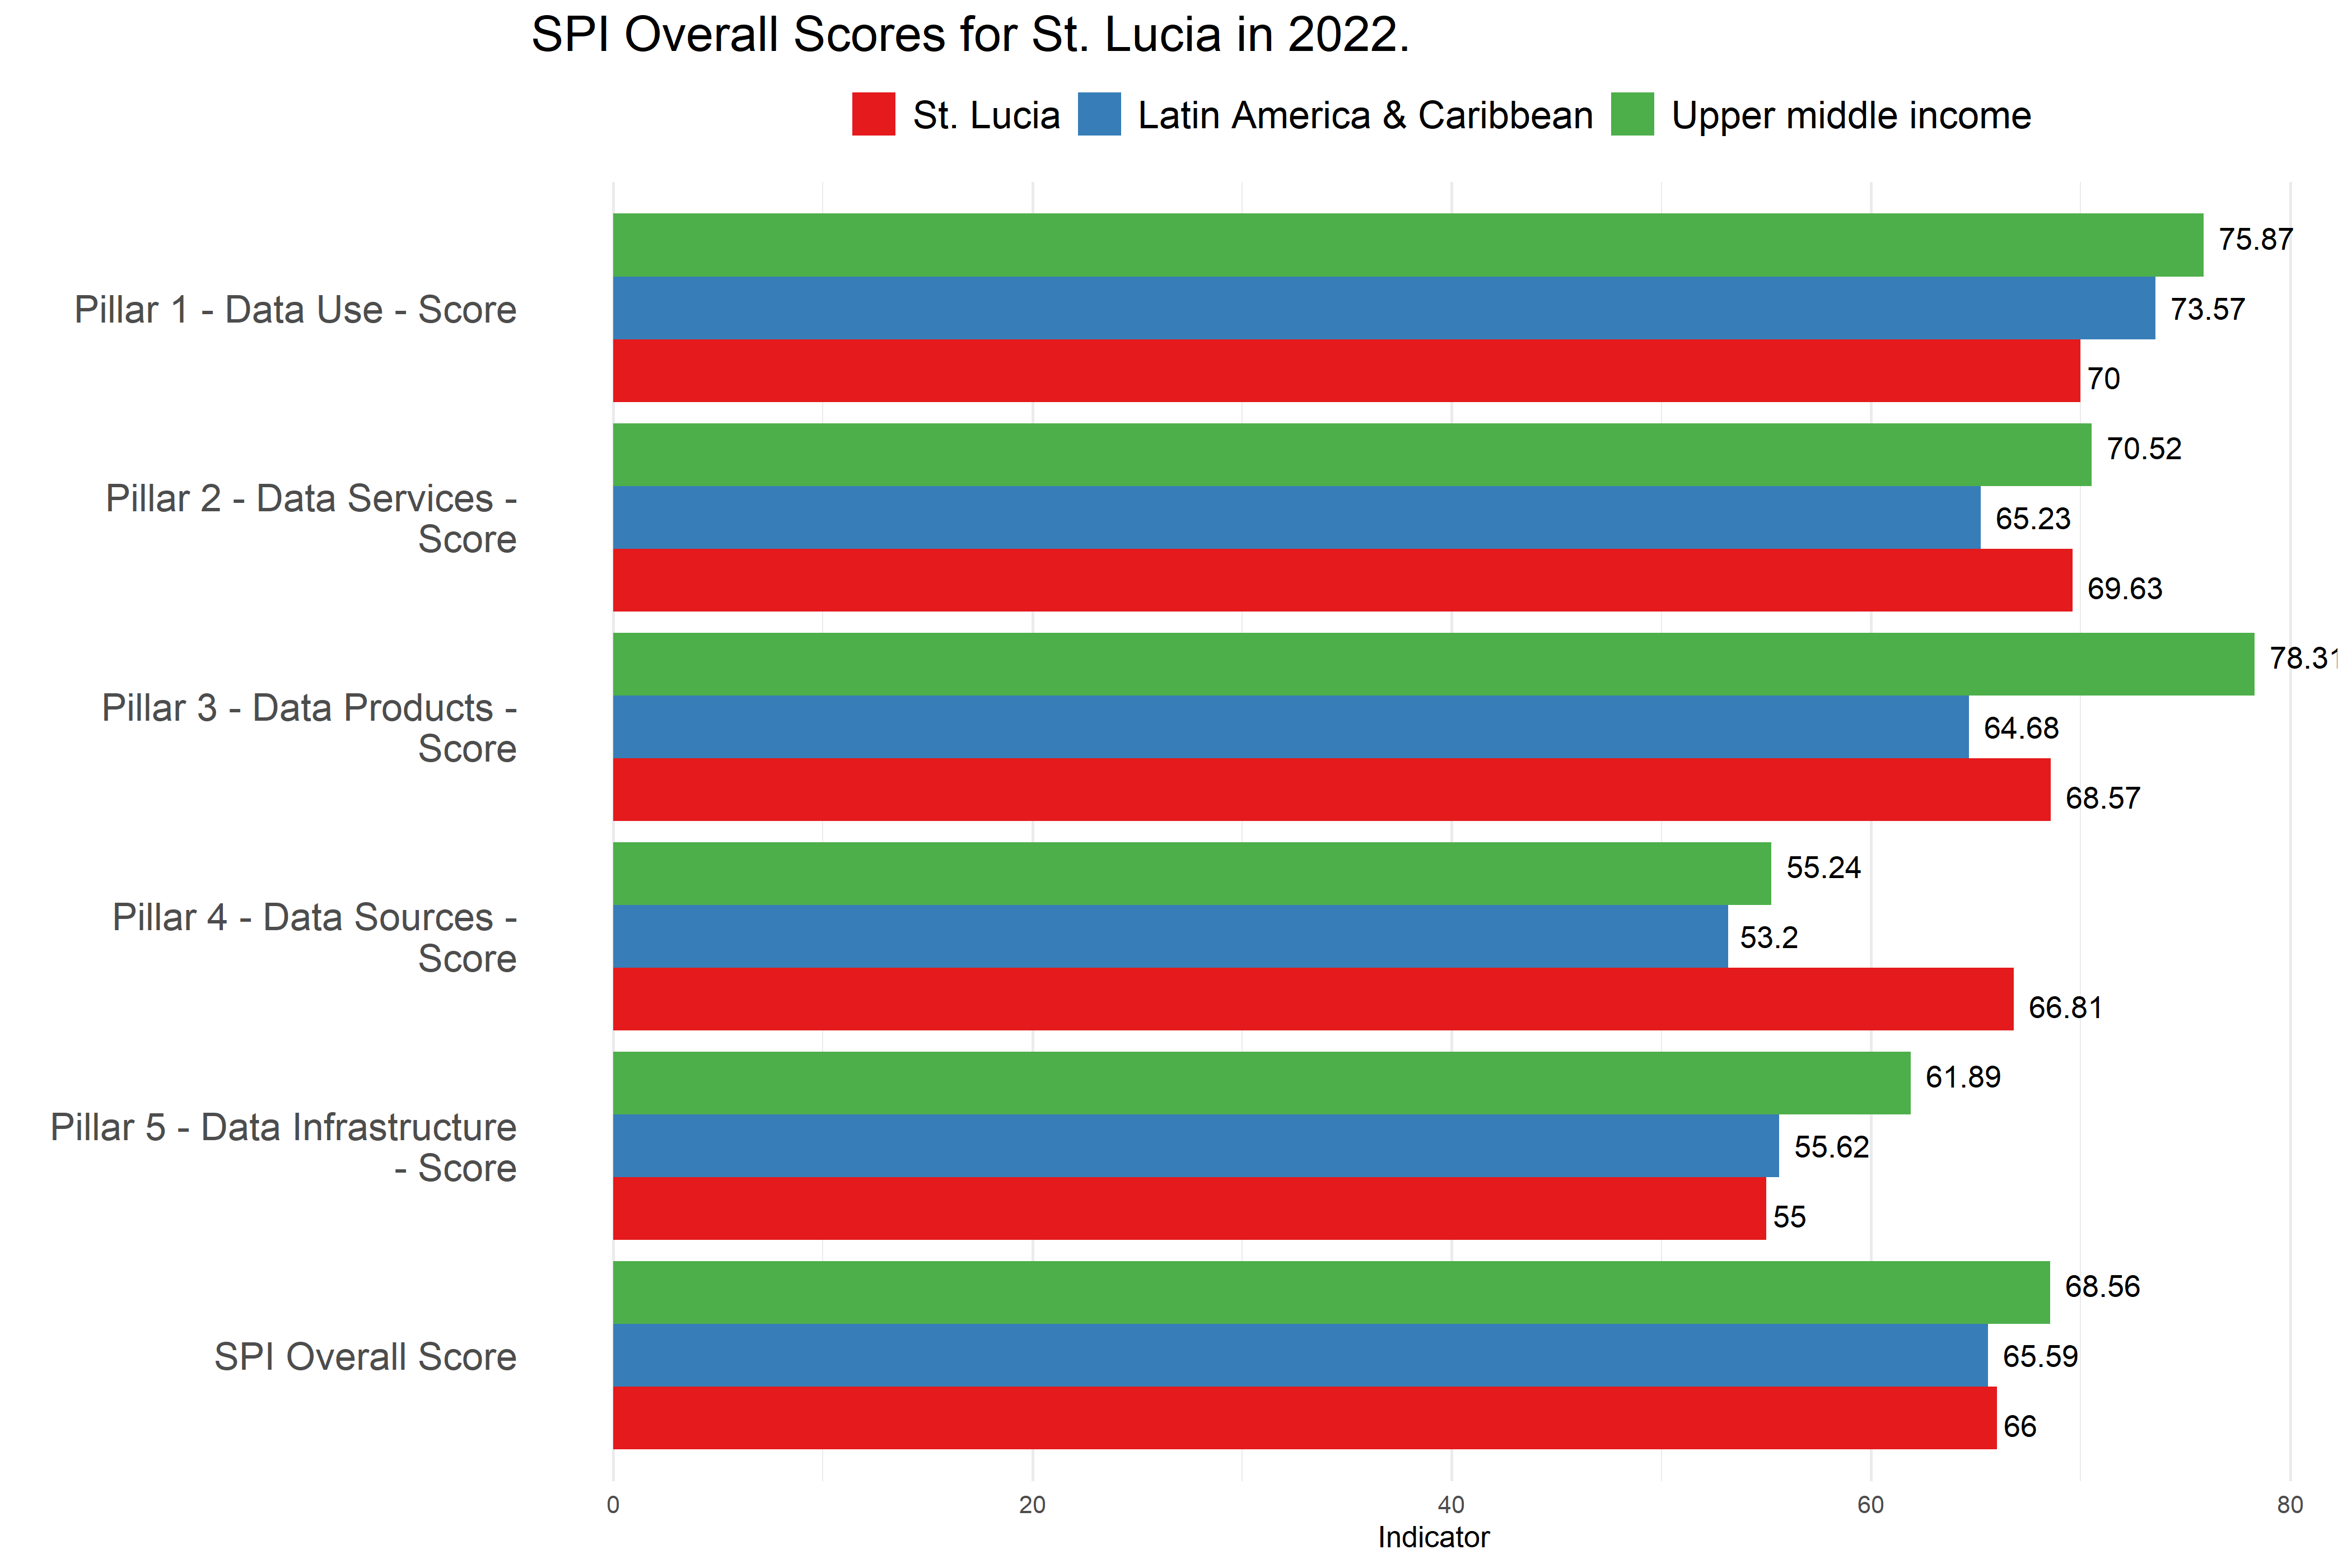 SPI Overall Scores for St. Lucia in 2022.
St. Lucia Latin America & Caribbean Upper middle income
75.87
Pillar 1 - Data Use - Score
73.57
70
70.52
Pillar 2 - Data Services -
Score
65.23
69.63
78.31
Pillar 3 - Data Products -
Score
64.68
68.57
55.24
Pillar 4 - Data Sources -
Score
53.2
66.81
61.89
Pillar 5 - Data Infrastructure
- Score
55.62
55
68.56
SPI Overall Score
65.59
66
0 20 40 60 80
Indicator